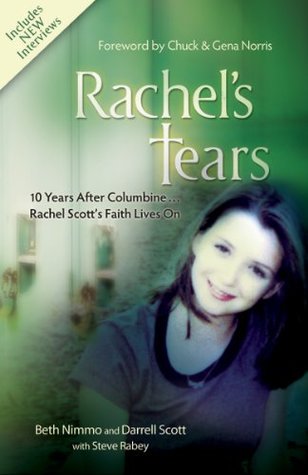 Includes
NEW
Interviews
Foreword by Chuck & Gena Norris
Rachel's
Tears
10 Years After Columbine...
Rachel Scott's Faith Lives On
Beth Nimmo and Darrell Scott
with Steve Rabey